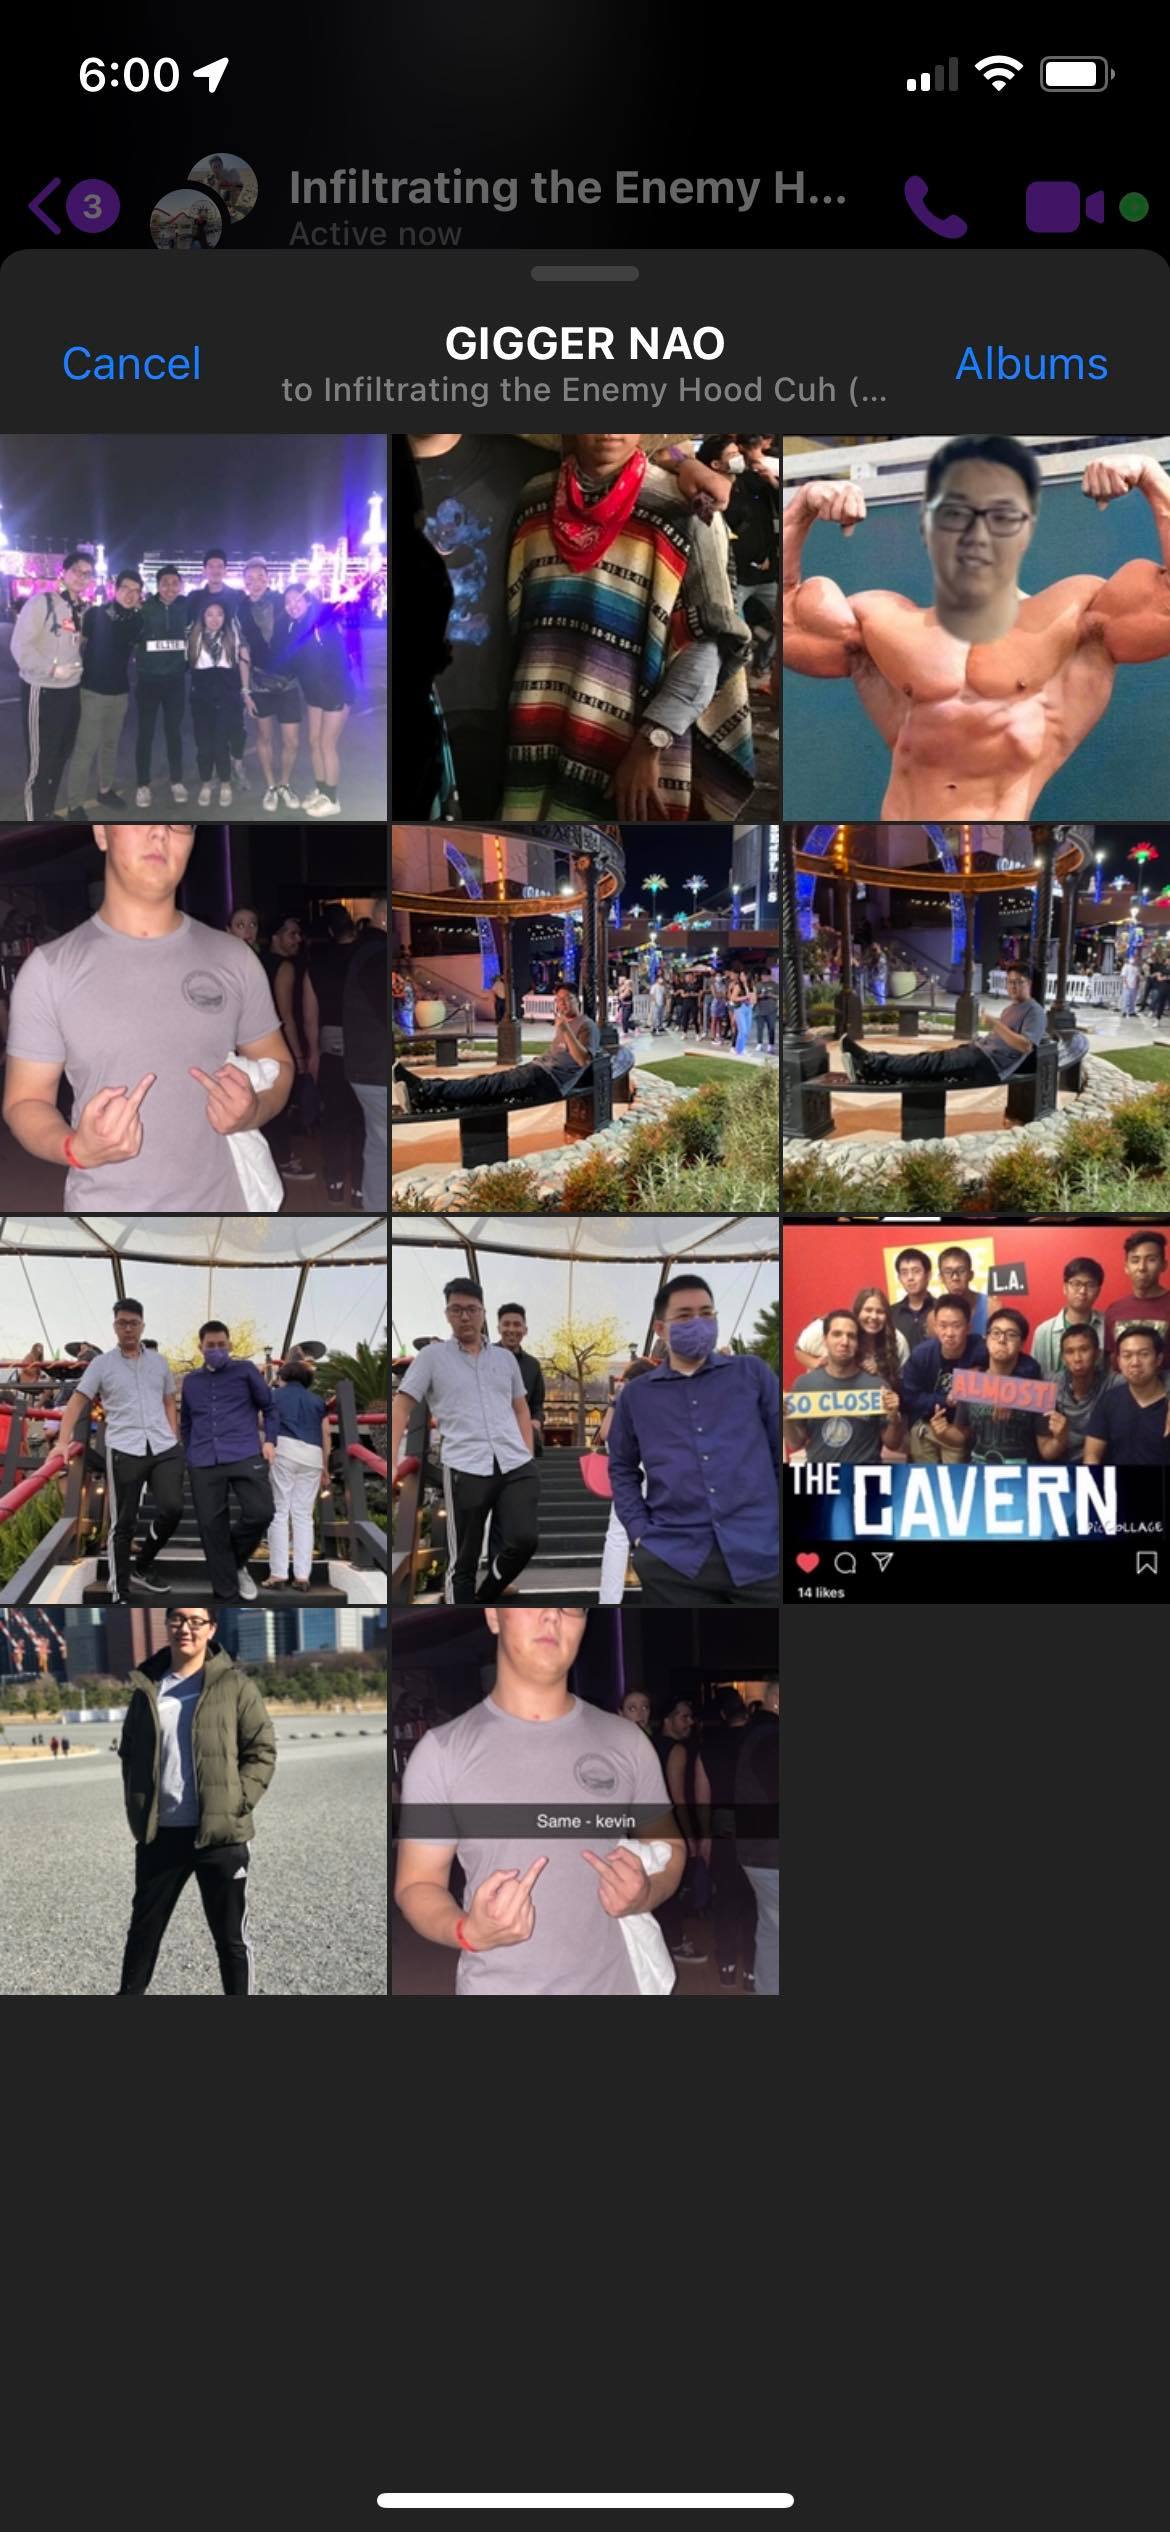 6:00
3
Infiltrating the Enemy H...
Active now
Cancel
GIGGER NAO
Albums
to Infiltrating the Enemy Hood Cuh (...
ELITE
L.A.
SO CLOSE
ALMOST!
THE CAVERN
PicCOLLAGE
14 likes
Same - kevin